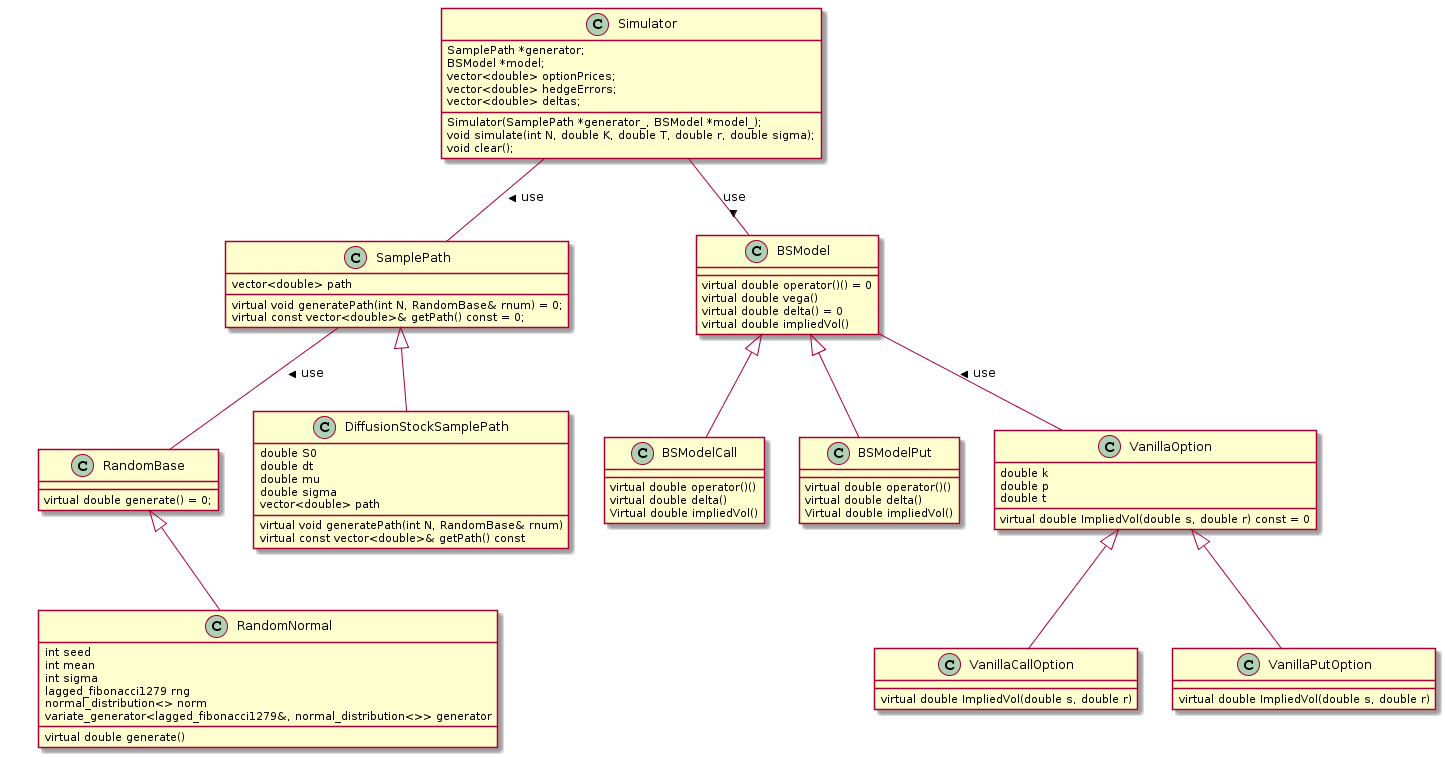 C Simulator
SamplePath *generator;
BSModel *model;
vector<double> optionPrices;
vector<double> hedgeErrors;
vector<double> deltas;
Simulator(SamplePath *generator_, BSModel *model_);
void simulate(int N, double K, double T, double r, double sigma);
void clear();
use
use
C SamplePath
vector<double> path
virtual void generatePath(int N, RandomBase& rnum) = 0;
virtual const vector<double>& getPath() const = 0;
C BSModel
virtual double operator()() = 0
virtual double vega()
virtual double delta() = 0
virtual double impliedVol()
use
use
C RandomBase
virtual double generate() = 0;
C DiffusionStockSamplePath
double S0
double dt
double mu
double sigma
vector<double> path
virtual void generatePath(int N, RandomBase& rnum)
virtual const vector<double>& getPath() const
C BSModelCall
virtual double operator()()
virtual double delta()
Virtual double impliedVol()
C BSModelPut
virtual double operator()()
virtual double delta()
Virtual double impliedVol()
C VanillaOption
double k
double p
double t
virtual double ImpliedVol(double s, double r) const = 0
C RandomNormal
int seed
int mean
int sigma
lagged_fibonacci1279 rng
normal_distribution<> norm
variate_generator<lagged_fibonacci1279&, normal_distribution<>> generator
virtual double generate()
C VanillaCallOption
virtual double ImpliedVol(double s, double r)
C VanillaPutOption
virtual double ImpliedVol(double s, double r)